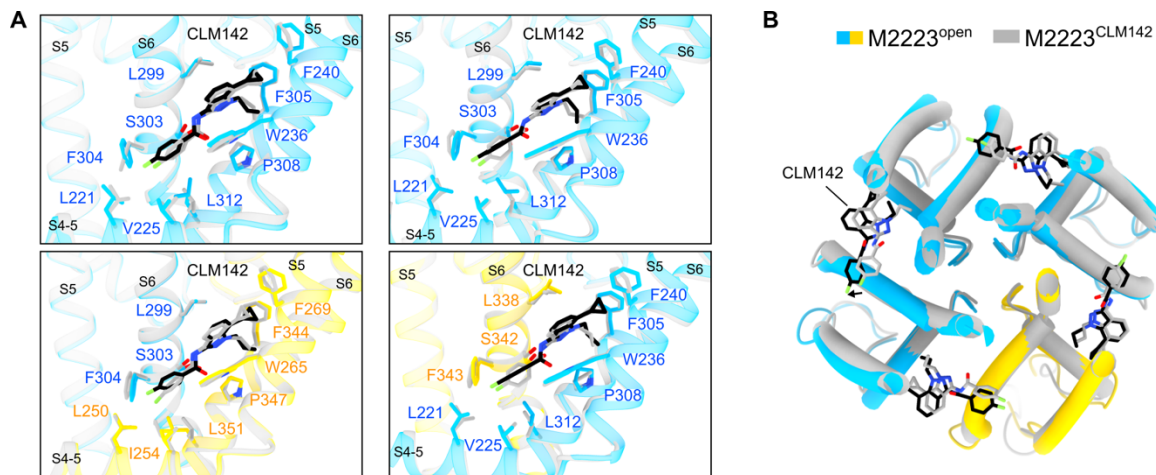 A
B
M2223open
M2223CLM142
S5
S6
CLM142
S5
S6
L299
F240
F305
S303
W236
F304
P308
L221
L312
V225
S4-5
S5
S6
CLM142
S5
S6
L299
F240
F305
S303
W236
F304
P308
L221
L312
V225
S4-5
S5
S6
CLM142
S5
S6
L299
F269
F344
S303
W265
F304
P347
L250
L351
I254
S4-5
S5
S6
CLM142
S5
S6
L338
F240
F305
S342
W236
F343
P308
L221
L312
V225
S4-5
CLM142